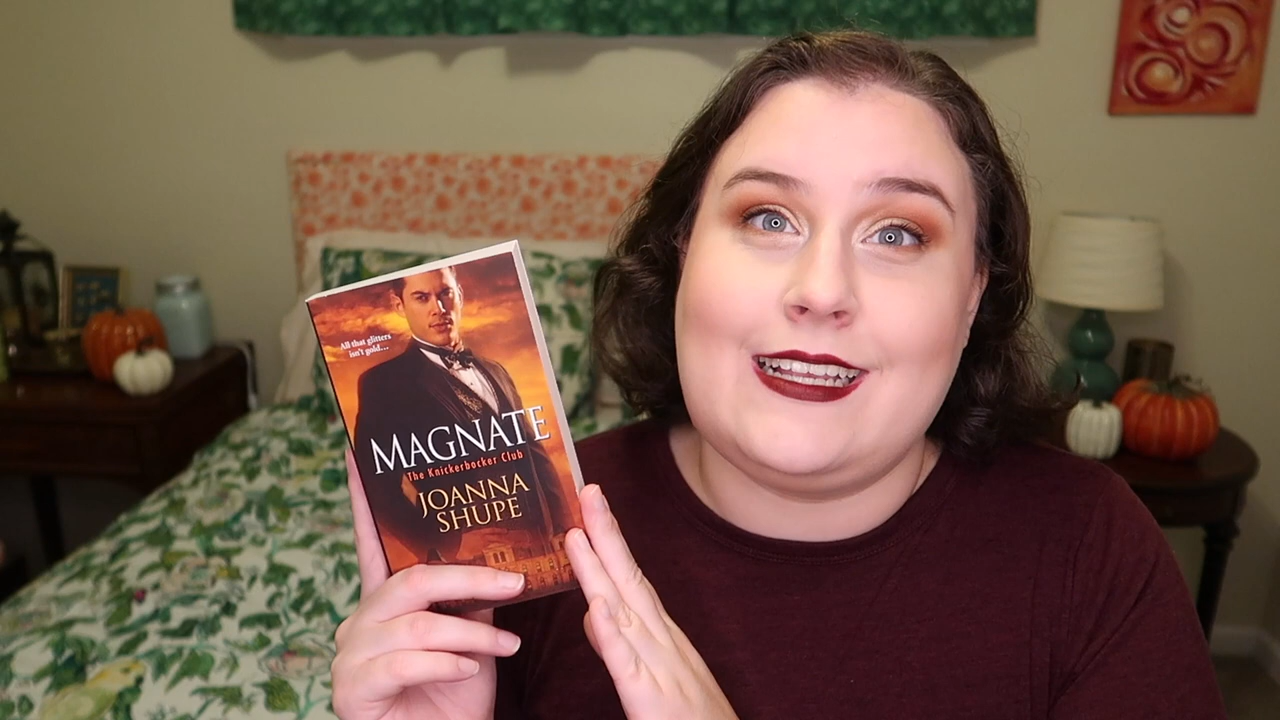 All that glitters
isn't gold...
MAGNATE
The Knickerbocker Club
JOANNA
SHUPE